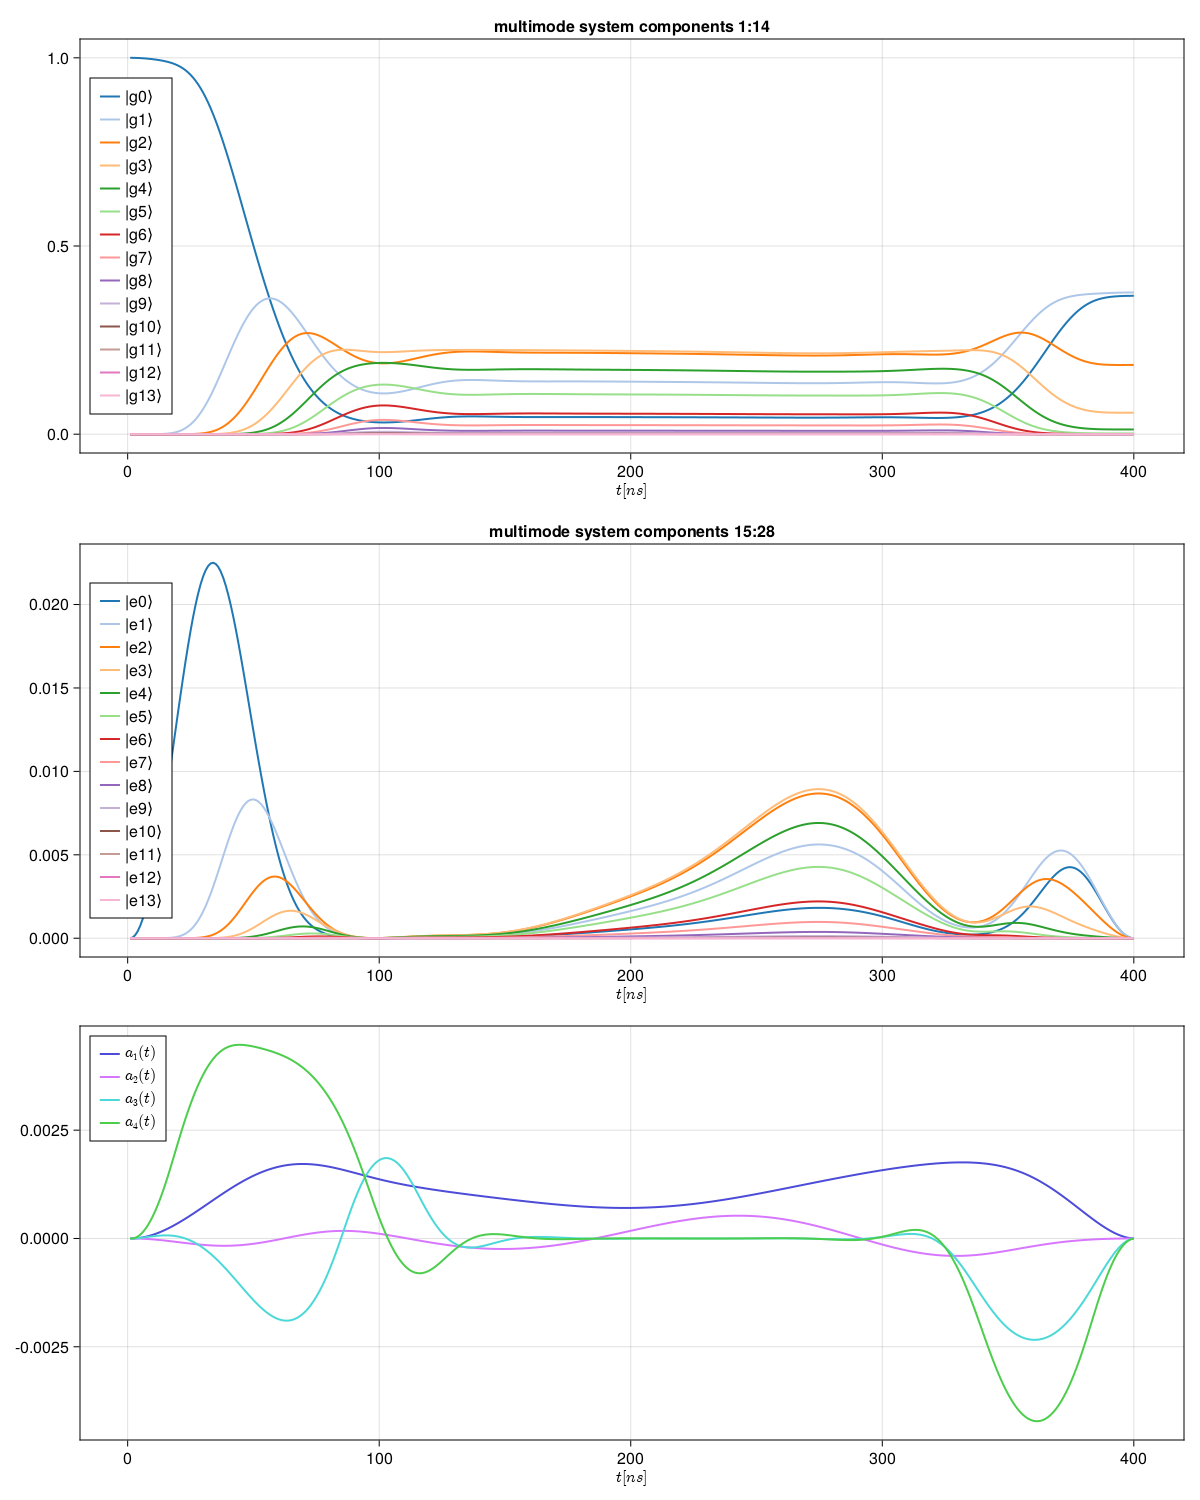 multimode system components 1:14
1.0
0.5
0.0
|g0⟩
|g1⟩
|g2⟩
|g3⟩
|g4⟩
|g5⟩
|g6⟩
|g7⟩
|g8⟩
|g9⟩
|g10⟩
|g11⟩
|g12⟩
|g13⟩
0 100 200 300 400
t[ns]
multimode system components 15:28
0.020
0.015
0.010
0.005
0.000
|e0⟩
|e1⟩
|e2⟩
|e3⟩
|e4⟩
|e5⟩
|e6⟩
|e7⟩
|e8⟩
|e9⟩
|e10⟩
|e11⟩
|e12⟩
|e13⟩
0 100 200 300 400
t[ns]
a₁(t)
a₂(t)
a₃(t)
a₄(t)
0.0025
0.0000
-0.0025
0 100 200 300 400
t[ns]